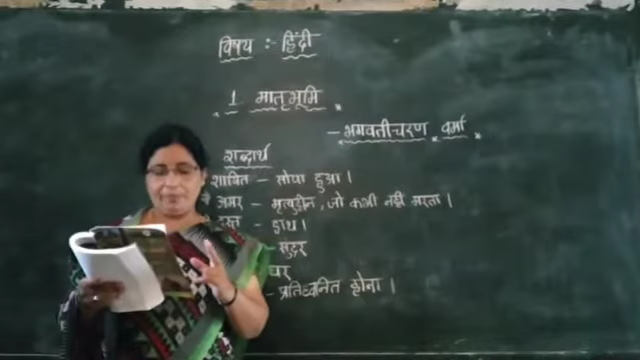 विषय :- हिंदी
1 मातृभूमि
- भगवतीचरण वर्मा
शब्दार्थ
शायित - सोया हुआ।
अमर - मृत्युहीन, जो कभी नहीं मरता।
- हाथ।
सुंदर
- प्रतिध्वनित होना।